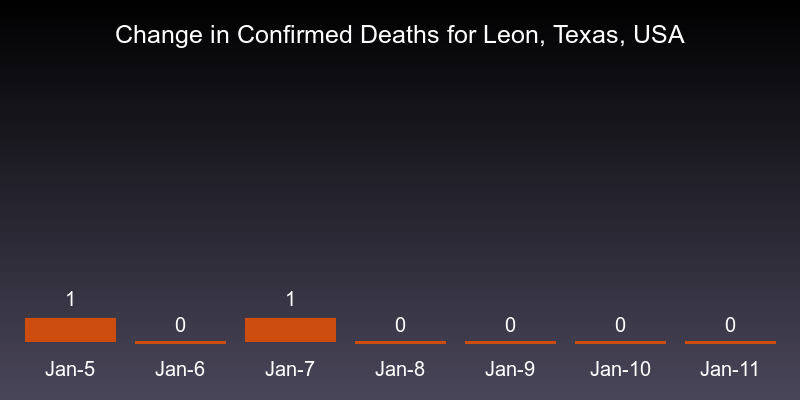 Change in Confirmed Deaths for Leon, Texas, USA
1 0 1 0 0 0 0
Jan-5 Jan-6 Jan-7 Jan-8 Jan-9 Jan-10 Jan-11